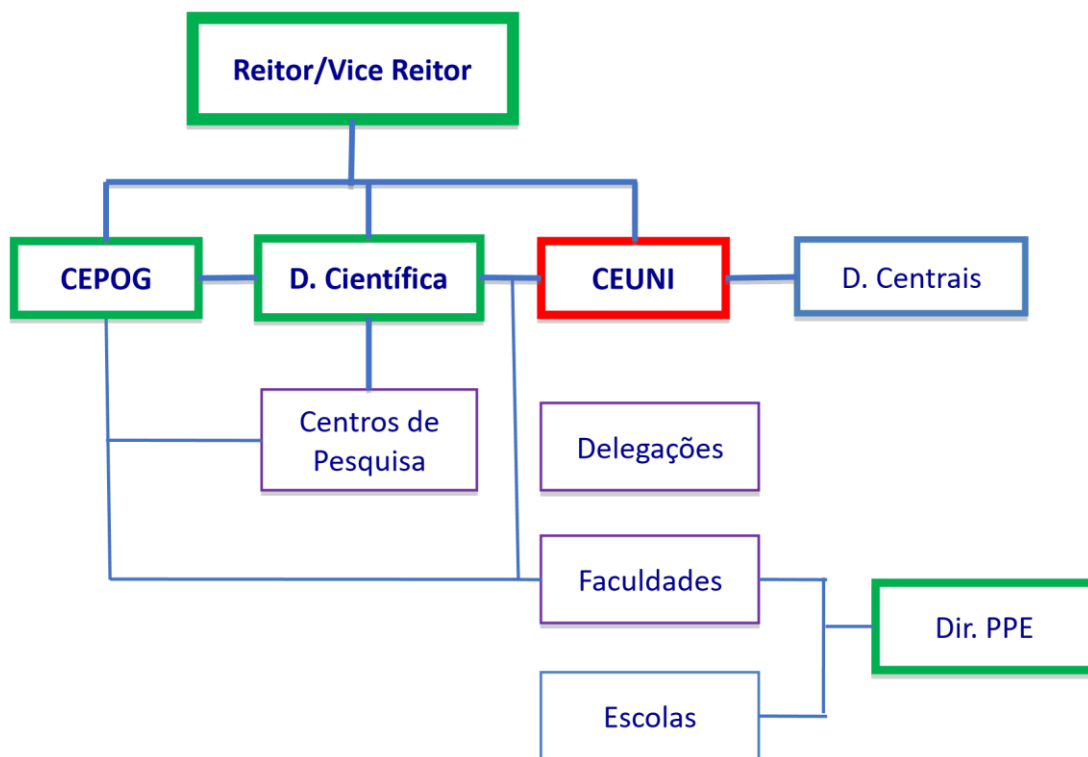 Reitor/Vice Reitor
CEPOG
D. Científica
CEUNI
D. Centrais
Centros de
Pesquisa
Delegações
Faculdades
Dir. PPE
Escolas